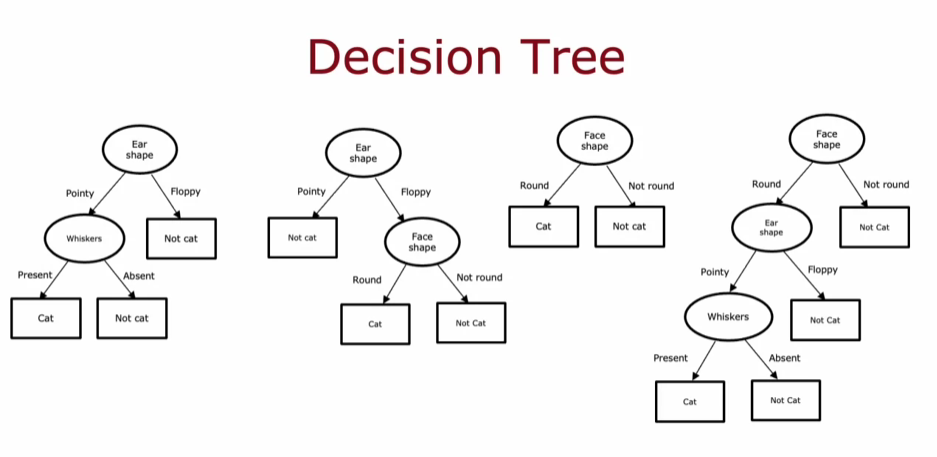 Decision Tree
Ear
shape
Pointy
Floppy
Whiskers
Not cat
Present
Absent
Cat
Not cat
Ear
shape
Pointy
Floppy
Not cat
Face
shape
Round
Not round
Cat
Not Cat
Face
shape
Round
Not round
Cat
Not cat
Face
shape
Round
Not round
Ear
shape
Not Cat
Pointy
Floppy
Whiskers
Not Cat
Present
Absent
Cat
Not Cat